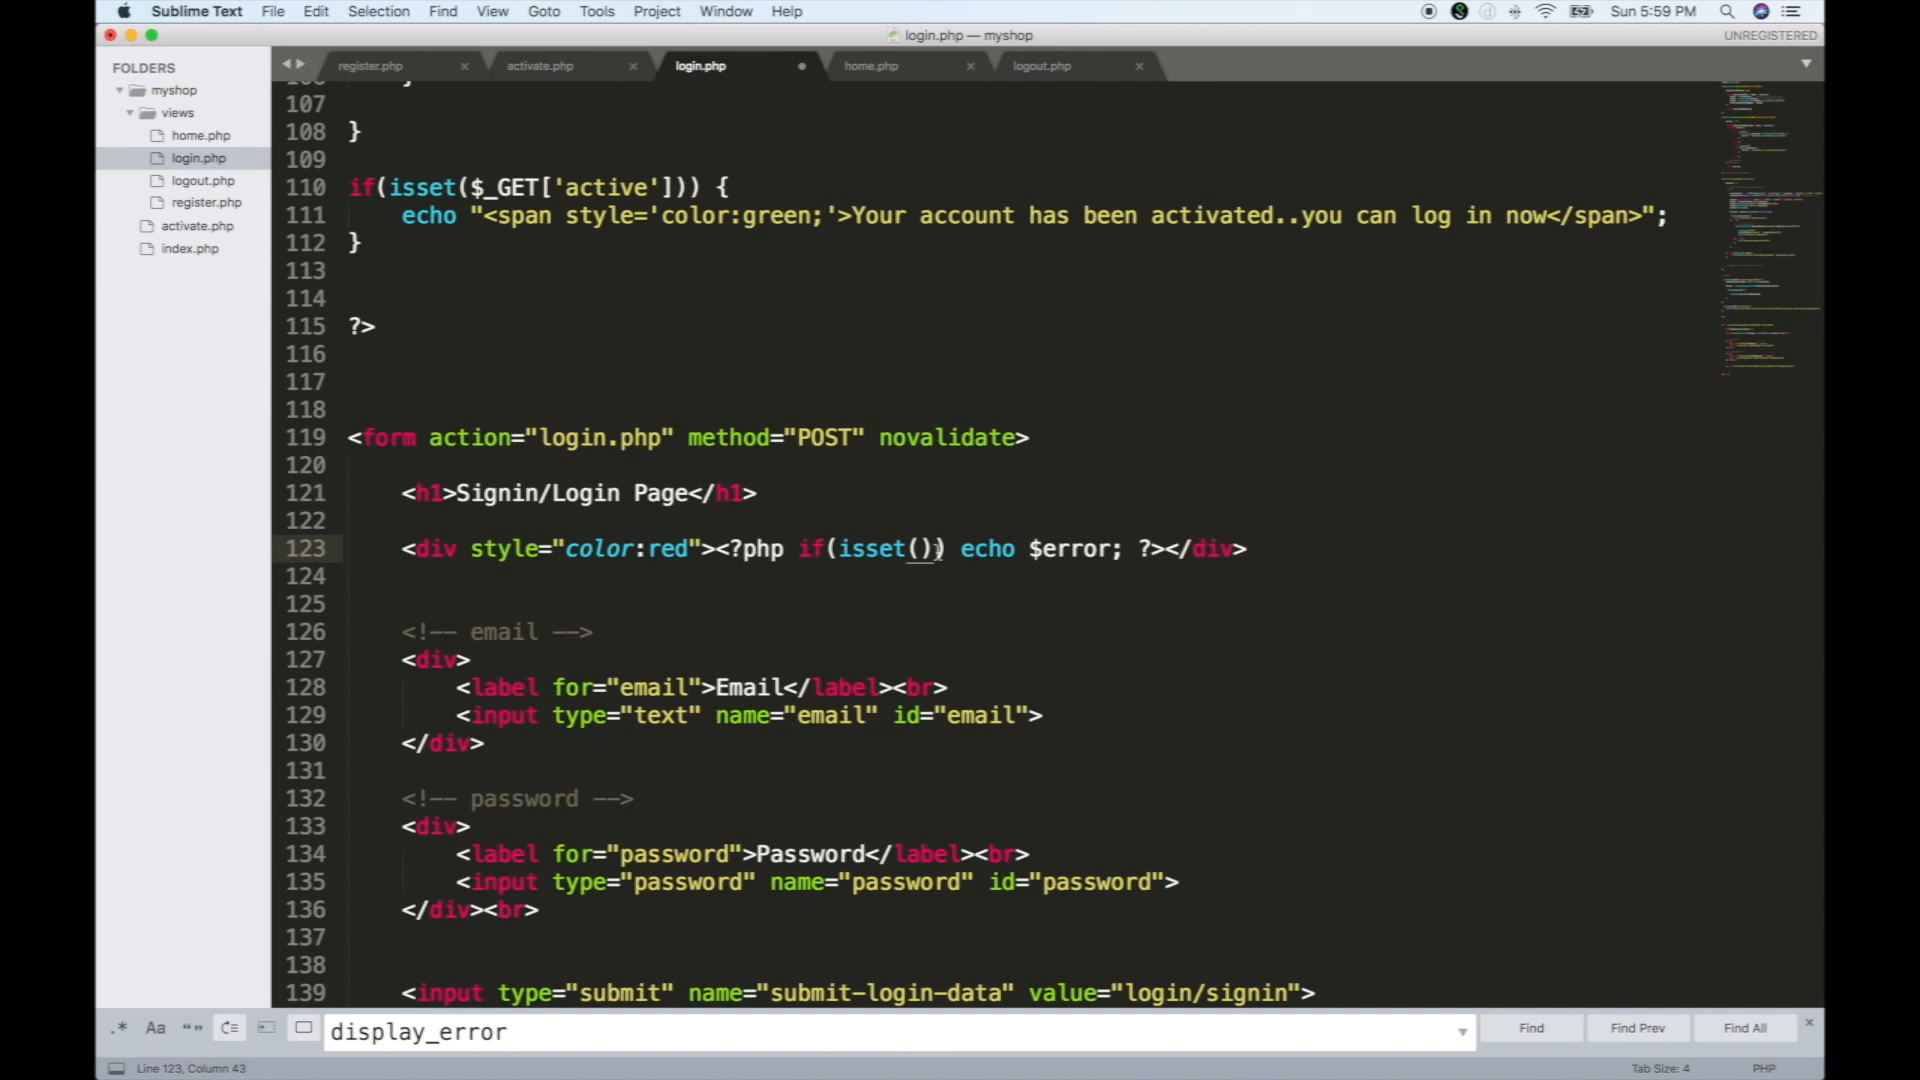 Sublime Text File Edit Selection Find View Goto Tools Project Window Help Sun 5:59 PM
login.php — myshop UNREGISTERED
FOLDERS
myshop
views
home.php
login.php
logout.php
register.php
activate.php
index.php
register.php activate.php login.php home.php logout.php
107
108 }
109
110 if(isset($_GET['active'])) {
111 echo "<span style='color:green;'>Your account has been activated..you can log in now</span>";
112 }
113
114
115 ?>
116
117
118
119 <form action="login.php" method="POST" novalidate>
120
121 <h1>Signin/Login Page</h1>
122
123 <div style="color:red"><?php if(isset()) echo $error; ?></div>
124
125
126 <!-- email -->
127 <div>
128 <label for="email">Email</label><br>
129 <input type="text" name="email" id="email">
130 </div>
131
132 <!-- password -->
133 <div>
134 <label for="password">Password</label><br>
135 <input type="password" name="password" id="password">
136 </div><br>
137
138
139 <input type="submit" name="submit-login-data" value="login/signin">
.* Aa “” display_error Find Find Prev Find All
Line 123, Column 43 Tab Size: 4 PHP